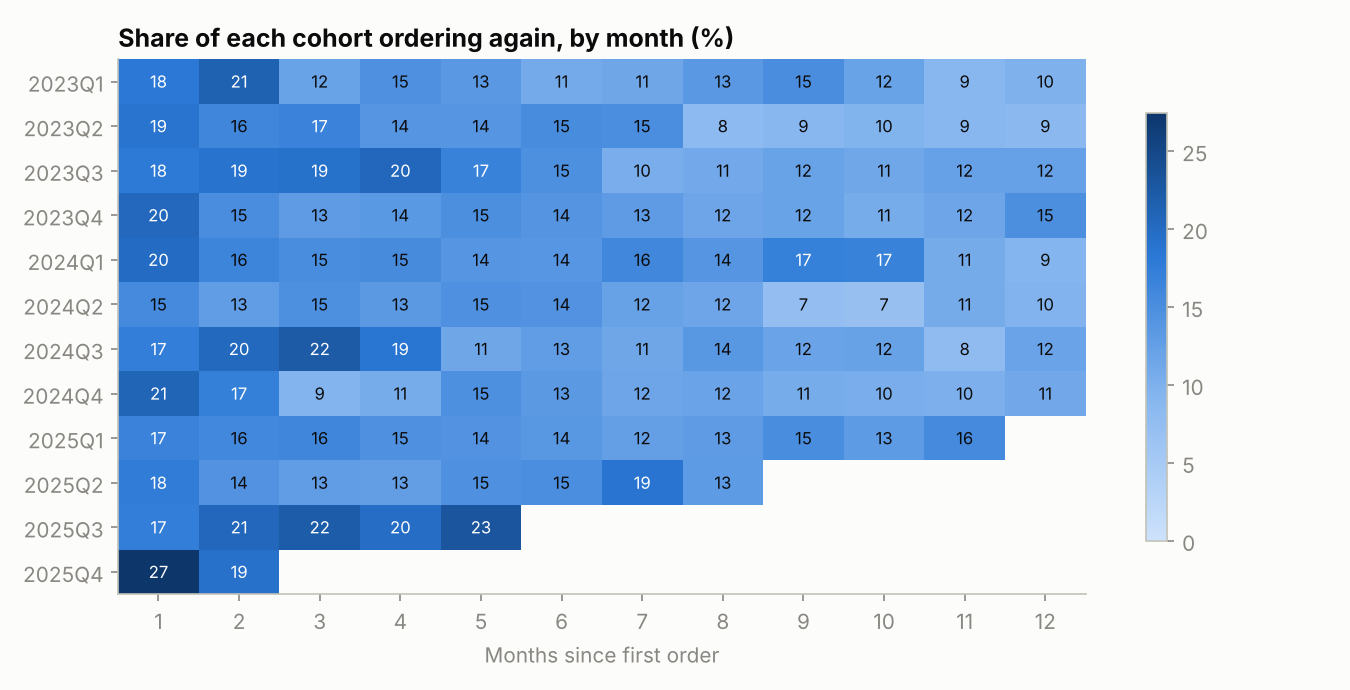 Share of each cohort ordering again, by month (%)
2023Q1 18 21 12 15 13 11 11 13 15 12 9 10
2023Q2 19 16 17 14 14 15 15 8 9 10 9 9
2023Q3 18 19 19 20 17 15 10 11 12 11 12 12
2023Q4 20 15 13 14 15 14 13 12 12 11 12 15
2024Q1 20 16 15 15 14 14 16 14 17 17 11 9
2024Q2 15 13 15 13 15 14 12 12 7 7 11 10
2024Q3 17 20 22 19 11 13 11 14 12 12 8 12
2024Q4 21 17 9 11 15 13 12 12 11 10 10 11
2025Q1 17 16 16 15 14 14 12 13 15 13 16
2025Q2 18 14 13 13 15 15 19 13
2025Q3 17 21 22 20 23
2025Q4 27 19
1 2 3 4 5 6 7 8 9 10 11 12
Months since first order
25
20
15
10
5
0